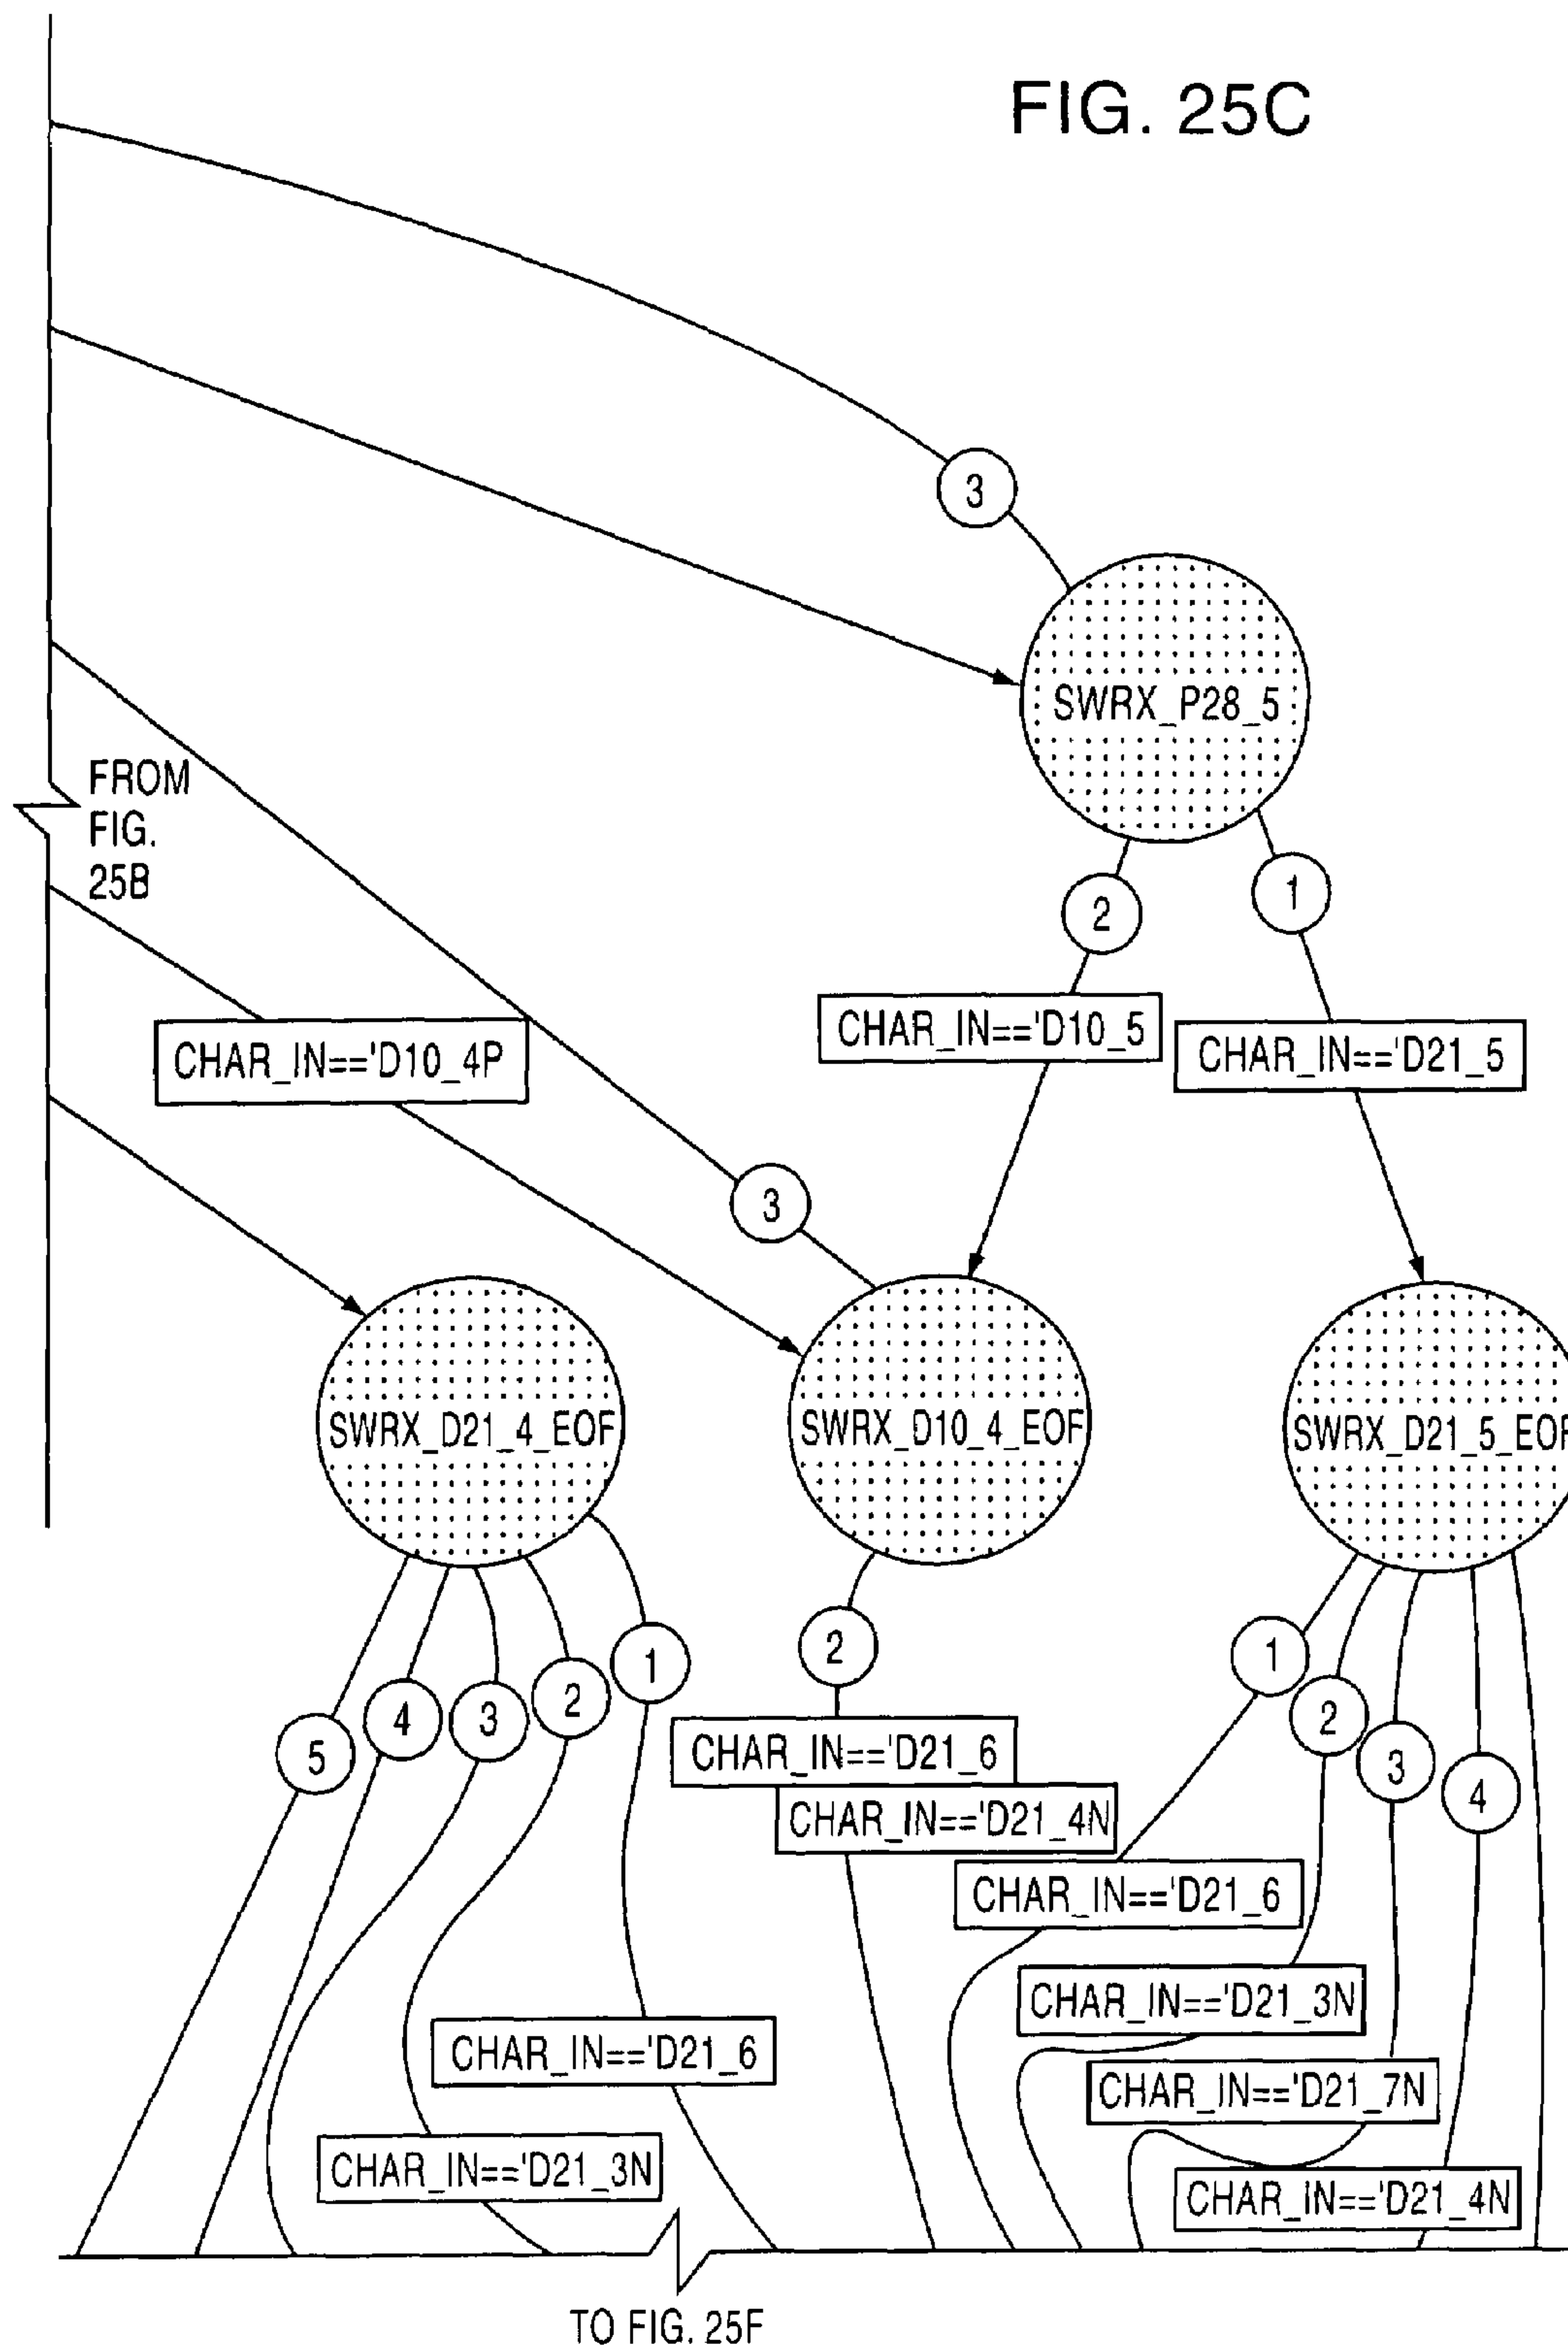 FIG. 25C
3
SWRX_P28_5
FROM
FIG.
25B
2
1
CHAR_IN=='D10_4P
CHAR_IN=='D10_5
CHAR_IN=='D21_5
3
SWRX_D21_4_EOF
SWRX_D10_4_EOF
SWRX_D21_5_EOF
5
4
3
2
1
2
1
2
3
4
CHAR_IN=='D21_6
CHAR_IN=='D21_4N
CHAR_IN=='D21_6
CHAR_IN=='D21_3N
CHAR_IN=='D21_6
CHAR_IN=='D21_7N
CHAR_IN=='D21_3N
CHAR_IN=='D21_4N
TO FIG. 25F